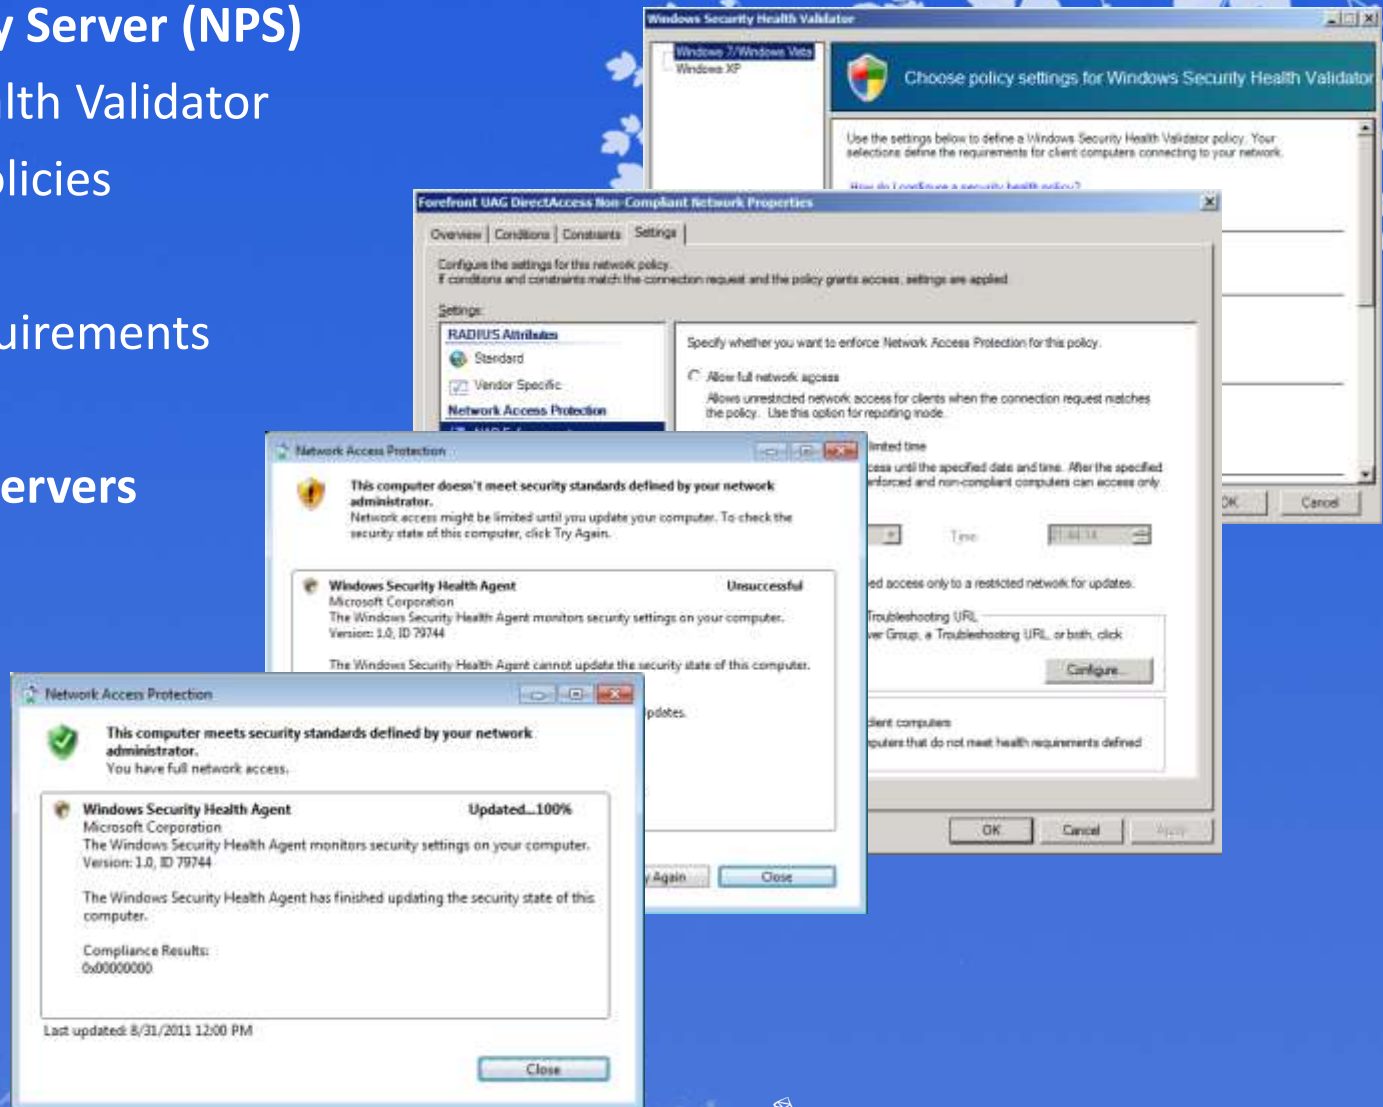 y Server (NPS)
alth Validator
olicies
uirements
ervers
Windows Security Health Validator
Windows 7/Windows Vista
Windows XP
Choose policy settings for Windows Security Health Validator
Use the settings below to define a Windows Security Health Validator policy. Your
selections define the requirements for client computers connecting to your network.
How do I configure a security health policy?
OK Cancel
Forefront UAG DirectAccess Non-Compliant Network Properties
Overview Conditions Constraints Settings
Configure the settings for this network policy.
If conditions and constraints match the connection request and the policy grants access, settings are applied.
Settings:
RADIUS Attributes
Standard
Vendor Specific
Network Access Protection
Specify whether you want to enforce Network Access Protection for this policy.
Allow full network access
Allows unrestricted network access for clients when the connection request matches
the policy. Use this option for reporting mode.
limited time
cess until the specified date and time. After the specified
enforced and non-compliant computers can access only
Time
ed access only to a restricted network for updates.
Troubleshooting URL
ver Group, a Troubleshooting URL, or both, click
Configure...
client computers
mputers that do not meet health requirements defined
OK Cancel Apply
Network Access Protection
This computer doesn't meet security standards defined by your network
administrator.
Network access might be limited until you update your computer. To check the
security state of this computer, click Try Again.
Windows Security Health Agent Unsuccessful
Microsoft Corporation
The Windows Security Health Agent monitors security settings on your computer.
Version: 1.0, ID 79744
The Windows Security Health Agent cannot update the security state of this computer.
updates.
y Again Close
Network Access Protection
This computer meets security standards defined by your network
administrator.
You have full network access.
Windows Security Health Agent Updated...100%
Microsoft Corporation
The Windows Security Health Agent monitors security settings on your computer.
Version: 1.0, ID 79744
The Windows Security Health Agent has finished updating the security state of this
computer.
Compliance Results:
0x00000000
Last updated: 8/31/2011 12:00 PM
Close